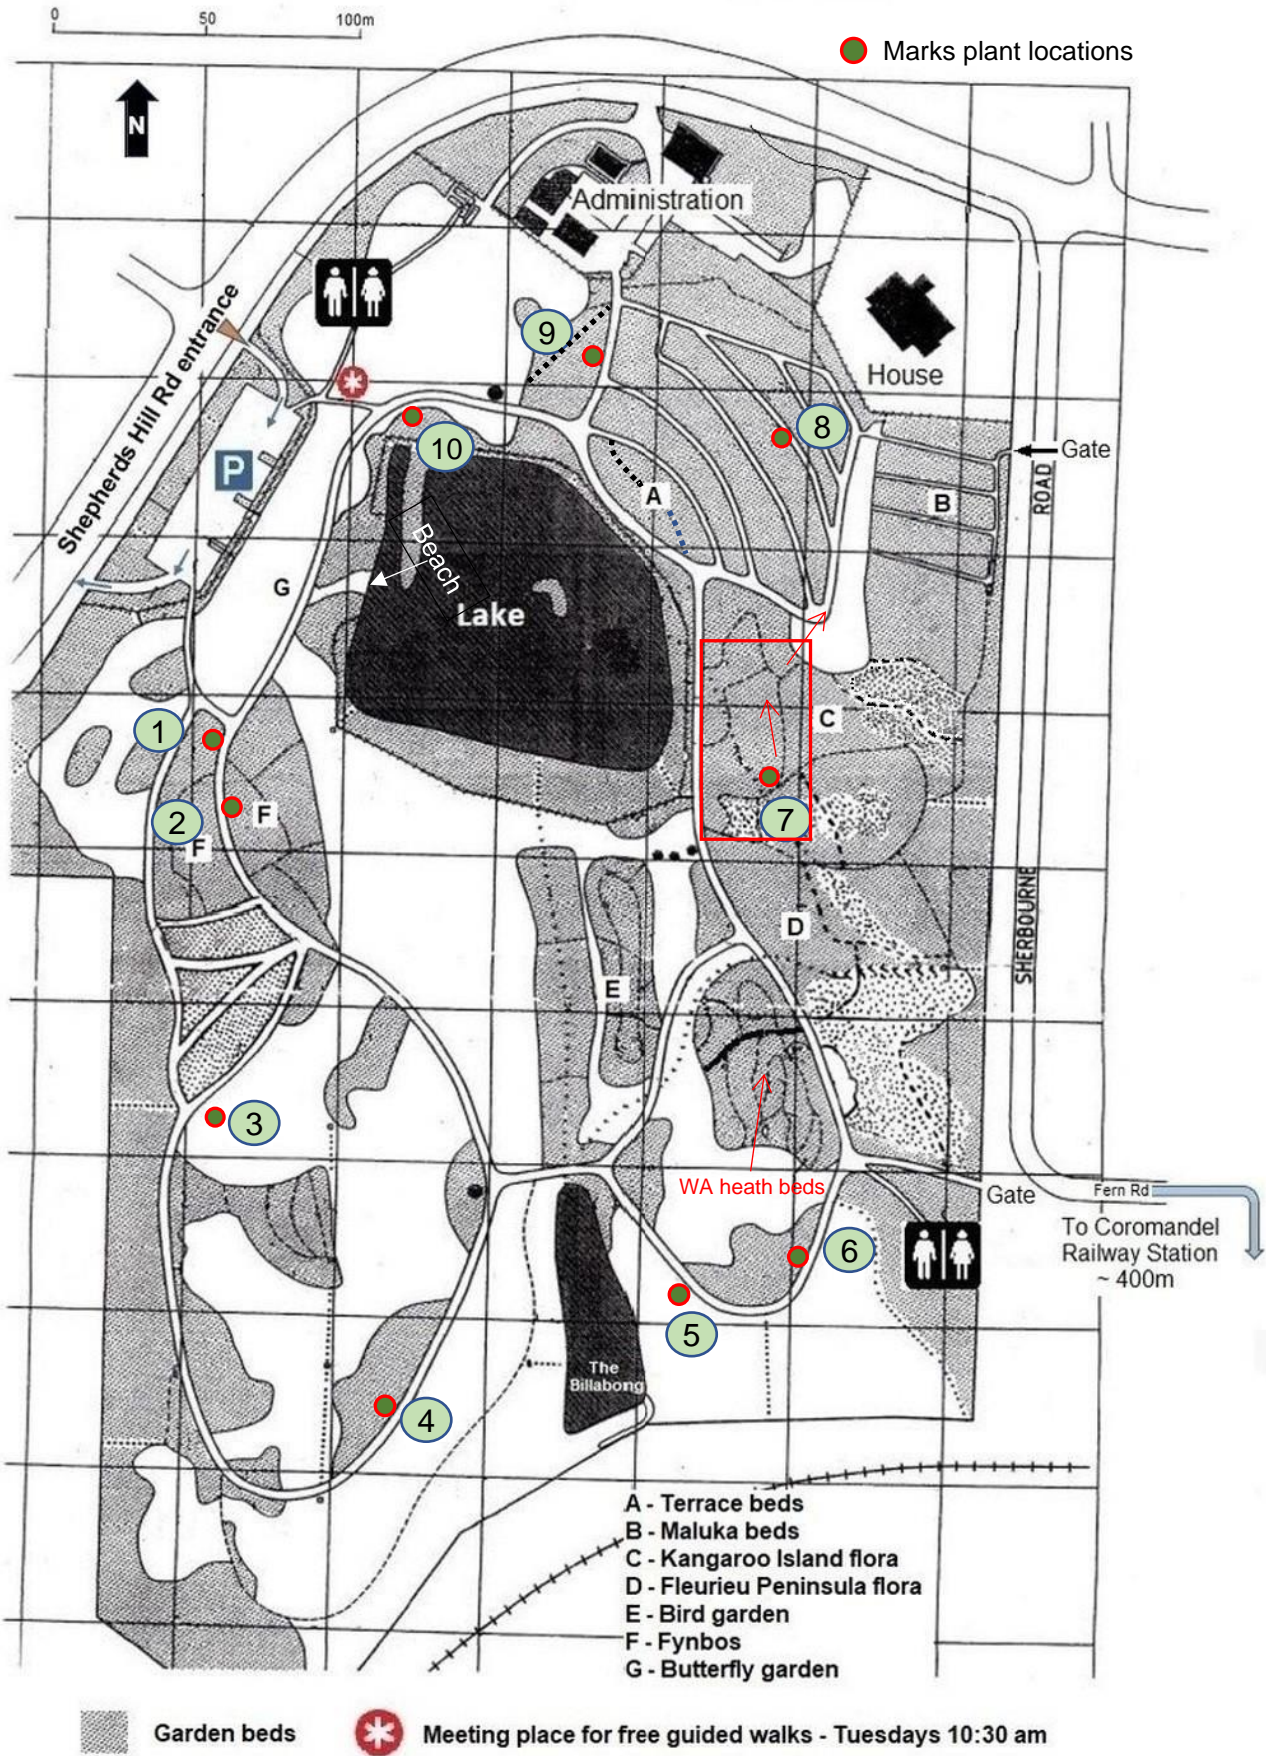 0 50 100m
Marks plant locations
N
Administration
Shepherds Hill Rd entrance
9
House
8
10
Gate
P
A
B
ROAD
Beach
G
Lake
1
C
2
F
F
7
D
SHERBOURNE
E
3
WA heath beds
Gate
Fern Rd
To Coromandel
Railway Station
~ 400m
6
5
The
Billabong
4
A - Terrace beds
B - Maluka beds
C - Kangaroo Island flora
D - Fleurieu Peninsula flora
E - Bird garden
F - Fynbos
G - Butterfly garden
Garden beds
Meeting place for free guided walks - Tuesdays 10:30 am